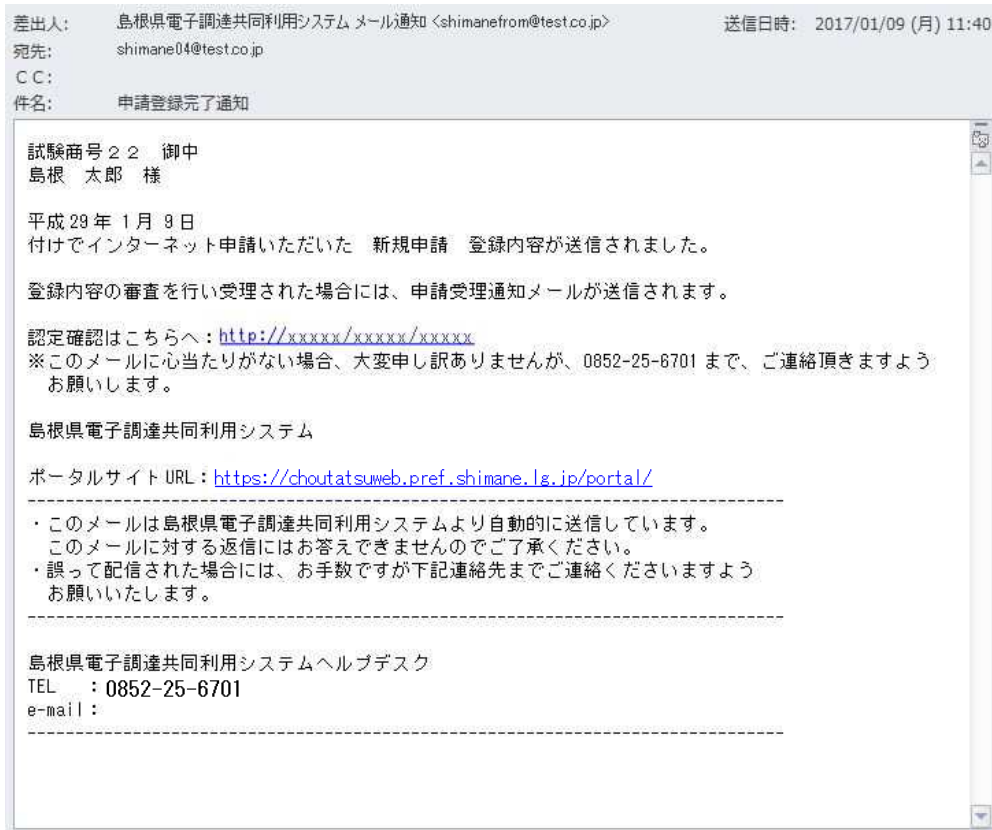 差出人: 島根県電子調達共同利用システム メール通知 <shimanefrom@test.co.jp> 送信日時: 2017/01/09 (月) 11:40
宛先: shimane04@test.co.jp
ＣＣ:
件名: 申請登録完了通知
試験商号２２　御中
島根　太郎　様
平成 29 年 1 月 9 日
付けでインターネット申請いただいた　新規申請　登録内容が送信されました。
登録内容の審査を行い受理された場合には、申請受理通知メールが送信されます。
認定確認はこちらへ：http://xxxxx/xxxxx/xxxxx
※このメールに心当たりがない場合、大変申し訳ありませんが、0852-25-6701 まで、ご連絡頂きますよう
お願いします。
島根県電子調達共同利用システム
ポータルサイト URL：https://choutatsuweb.pref.shimane.lg.jp/portal/
-------------------------------------------------------------------------------
・このメールは島根県電子調達共同利用システムより自動的に送信しています。
このメールに対する返信にはお答えできませんのでご了承ください。
・誤って配信された場合には、お手数ですが下記連絡先までご連絡くださいますよう
お願いいたします。
-------------------------------------------------------------------------------
島根県電子調達共同利用システムヘルプデスク
TEL　：0852-25-6701
e-mail：
-------------------------------------------------------------------------------